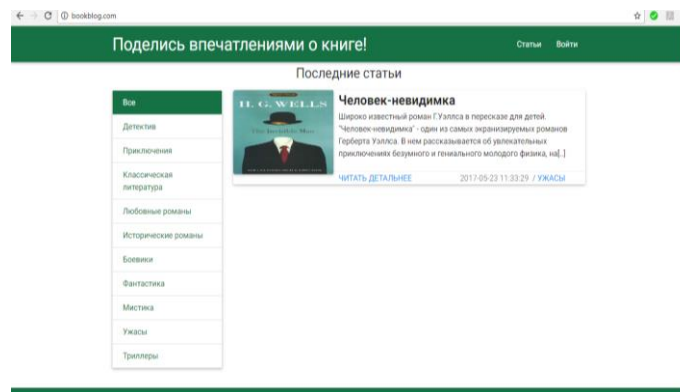 bookblog.com
Поделись впечатлениями о книге!
Статьи Войти
Последние статьи
Все
Детектив
Приключения
Классическая
литература
Любовные романы
Исторические романы
Боевики
Фантастика
Мистика
Ужасы
Триллеры
H. G. WELLS
The Invisible Man
Человек-невидимка
Широко известный роман Г.Уэллса в пересказе для детей.
"Человек-невидимка" - один из самых экранизируемых романов
Герберта Уэллса. В нем рассказывается об увлекательных
приключениях безумного и гениального молодого физика, на[..]
ЧИТАТЬ ДЕТАЛЬНЕЕ 2017-05-23 11:33:29 / УЖАСЫ